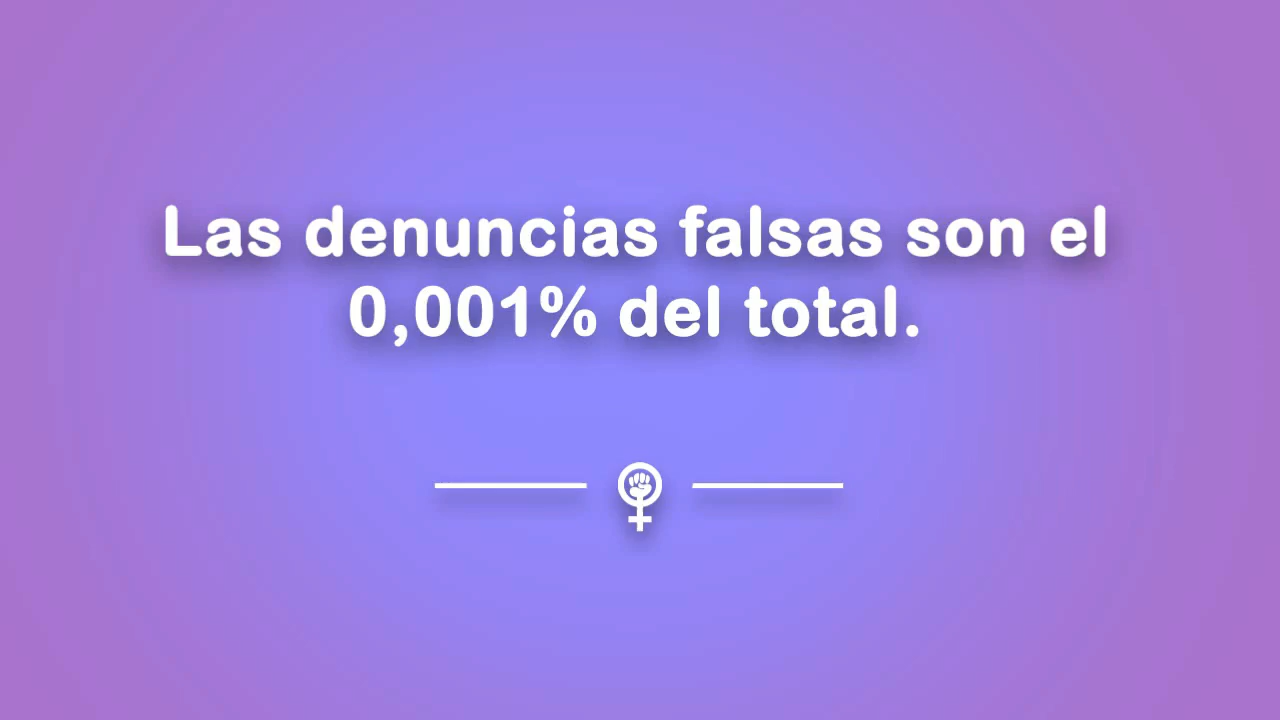 Las denuncias falsas son el
0,001% del total.